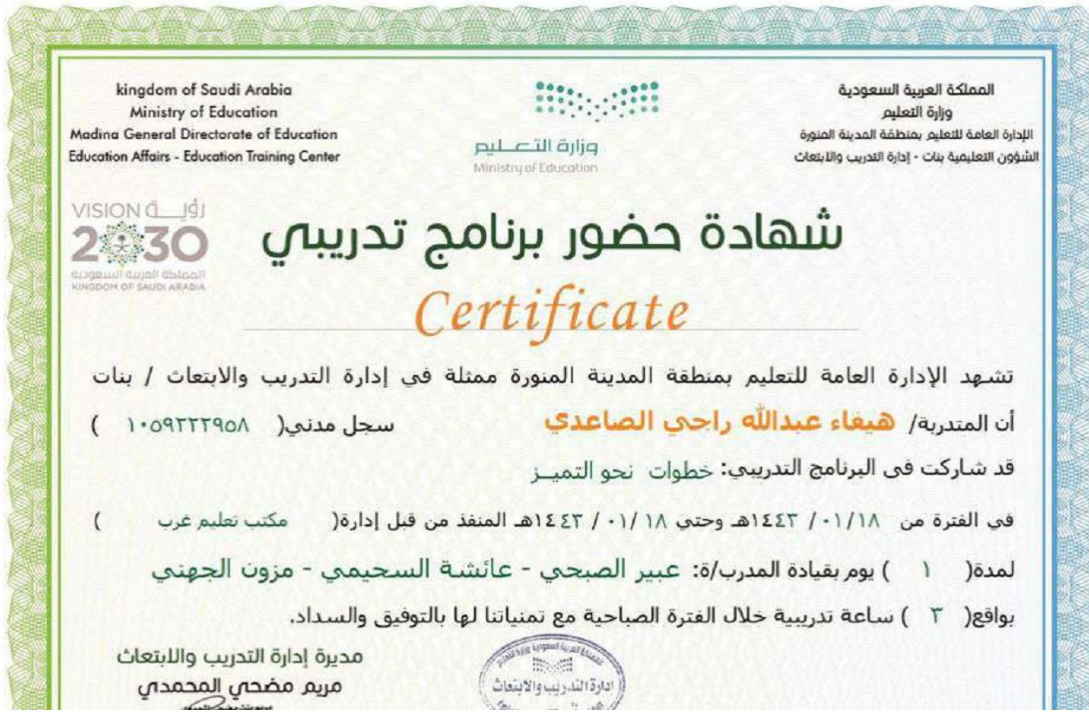 kingdom of Saudi Arabia
Ministry of Education
Madina General Directorate of Education
Education Affairs - Education Training Center
وزارة التعليم
Ministry of Education
المملكة العربية السعودية
وزارة التعليم
الإدارة العامة للتعليم بمنطقة المدينة المنورة
الشؤون التعليمية بنات - إدارة التدريب والابتعاث
VISION رؤية
2030
المملكة العربية السعودية
KINGDOM OF SAUDI ARABIA
شهادة حضور برنامج تدريبي
Certificate
تشهد الإدارة العامة للتعليم بمنطقة المدينة المنورة ممثلة في إدارة التدريب والابتعاث / بنات
أن المتدربة/ هيفاء عبدالله راجي الصاعدي سجل مدني( ١٠٥٩٢٢٢٩٥٨ )
قد شاركت في البرنامج التدريبي: خطوات نحو التميـز
في الفترة من ٠١/١٨ / ١٤٤٣هـ وحتي ١٨ /٠١ / ١٤٤٣هـ المنفذ من قبل إدارة( مكتب تعليم غرب )
لمدة( ١ ) يوم بقيادة المدرب/ة: عبير الصبحي - عائشة السحيمي - مزون الجهني
بواقع( ٣ ) ساعة تدريبية خلال الفترة الصباحية مع تمنياتنا لها بالتوفيق والسداد.
مديرة إدارة التدريب والابتعاث
مريم مضحي المحمدي
ادارة التدريب والابتعاث